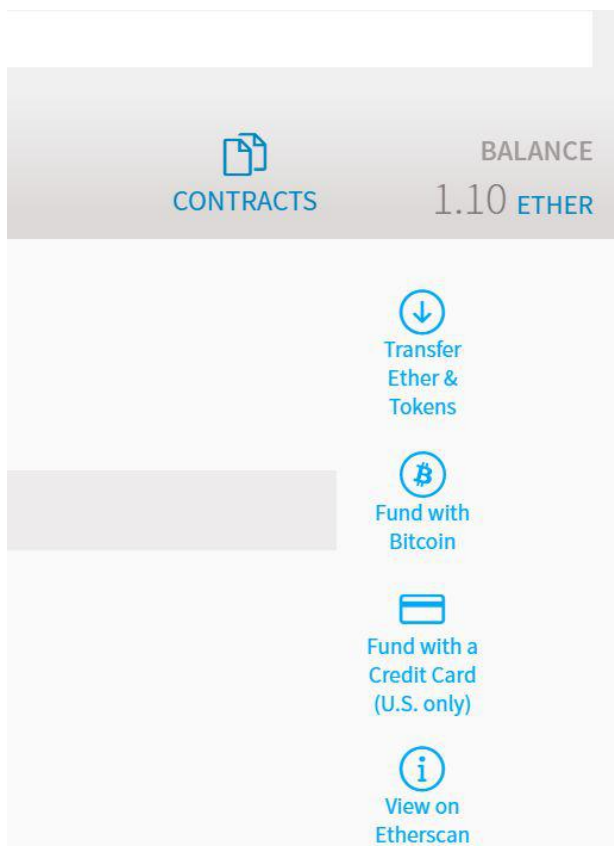 CONTRACTS
BALANCE
1.10 ETHER
Transfer
Ether &
Tokens
Fund with
Bitcoin
Fund with a
Credit Card
(U.S. only)
View on
Etherscan